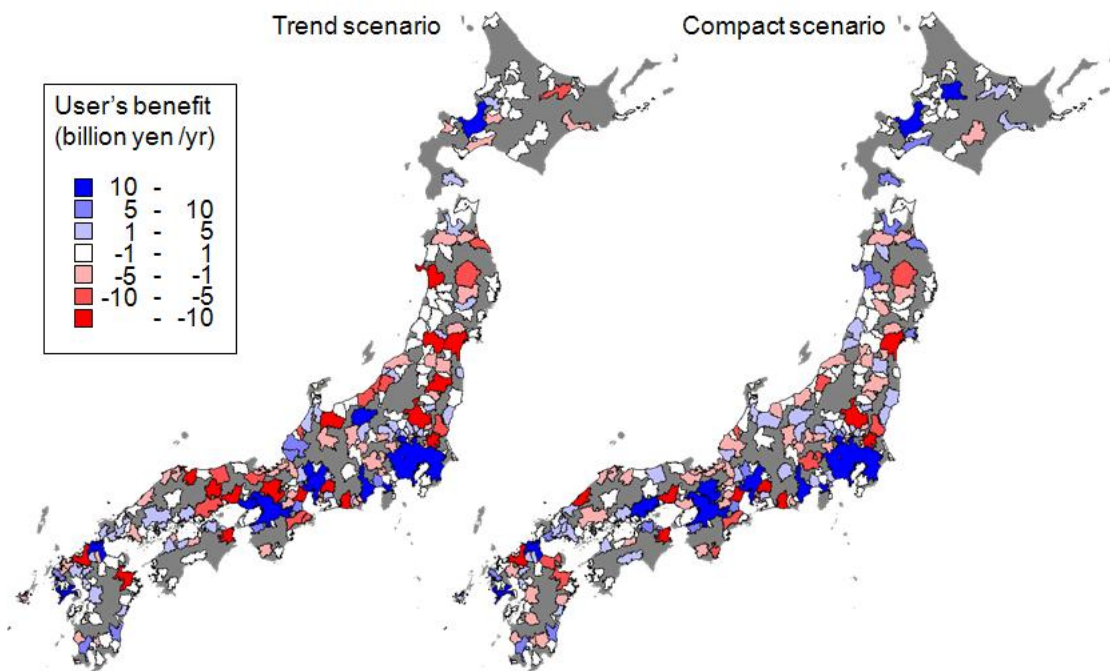 Trend scenario
Compact scenario
User's benefit
(billion yen /yr)
10 -
5 - 10
1 - 5
-1 - 1
-5 - -1
-10 - -5
- -10